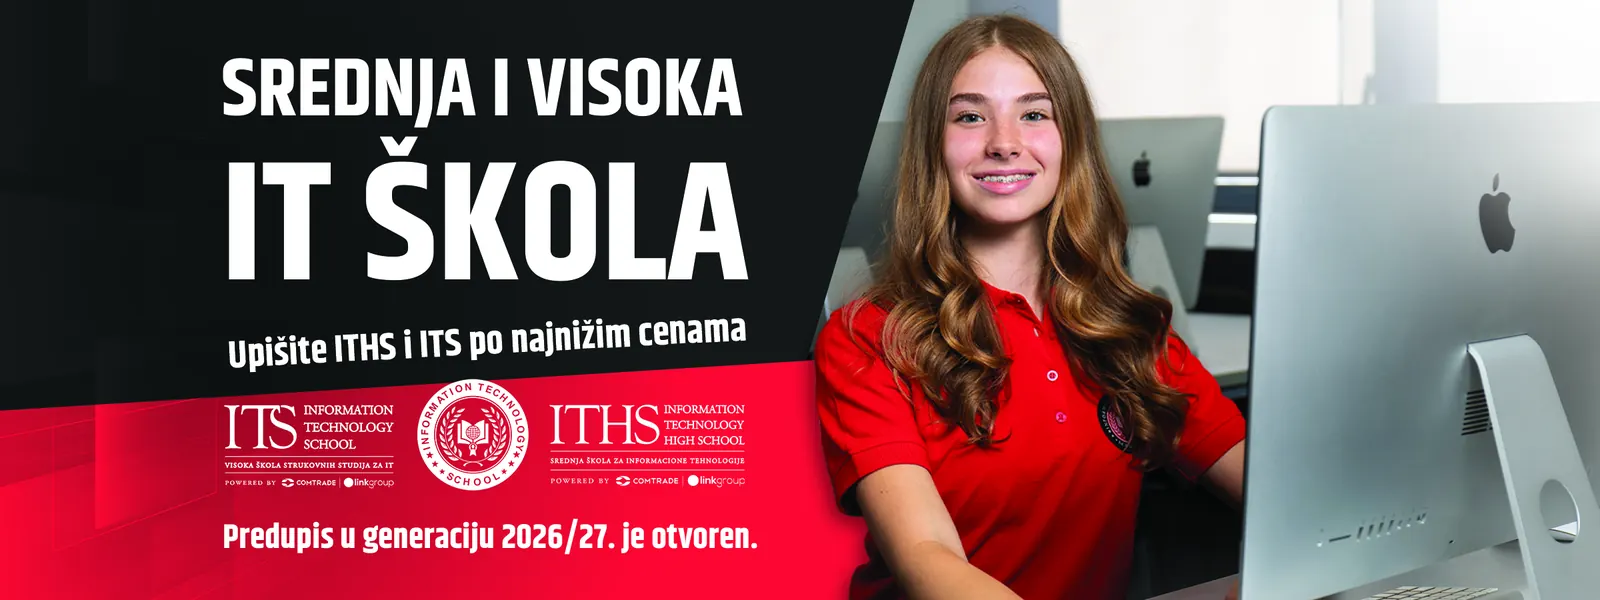 SREDNJA I VISOKA
IT ŠKOLA
Upišite ITHS i ITS po najnižim cenama
ITS INFORMATION
TECHNOLOGY
SCHOOL
VISOKA ŠKOLA STRUKOVNIH STUDIJA ZA IT
POWERED BY COMTRADE | linkgroup
INFORMATION TECHNOLOGY
SCHOOL
ITHS INFORMATION
TECHNOLOGY
HIGH SCHOOL
SREDNJA ŠKOLA ZA INFORMACIONE TEHNOLOGIJE
POWERED BY COMTRADE | linkgroup
Predupis u generaciju 2026/27. je otvoren.